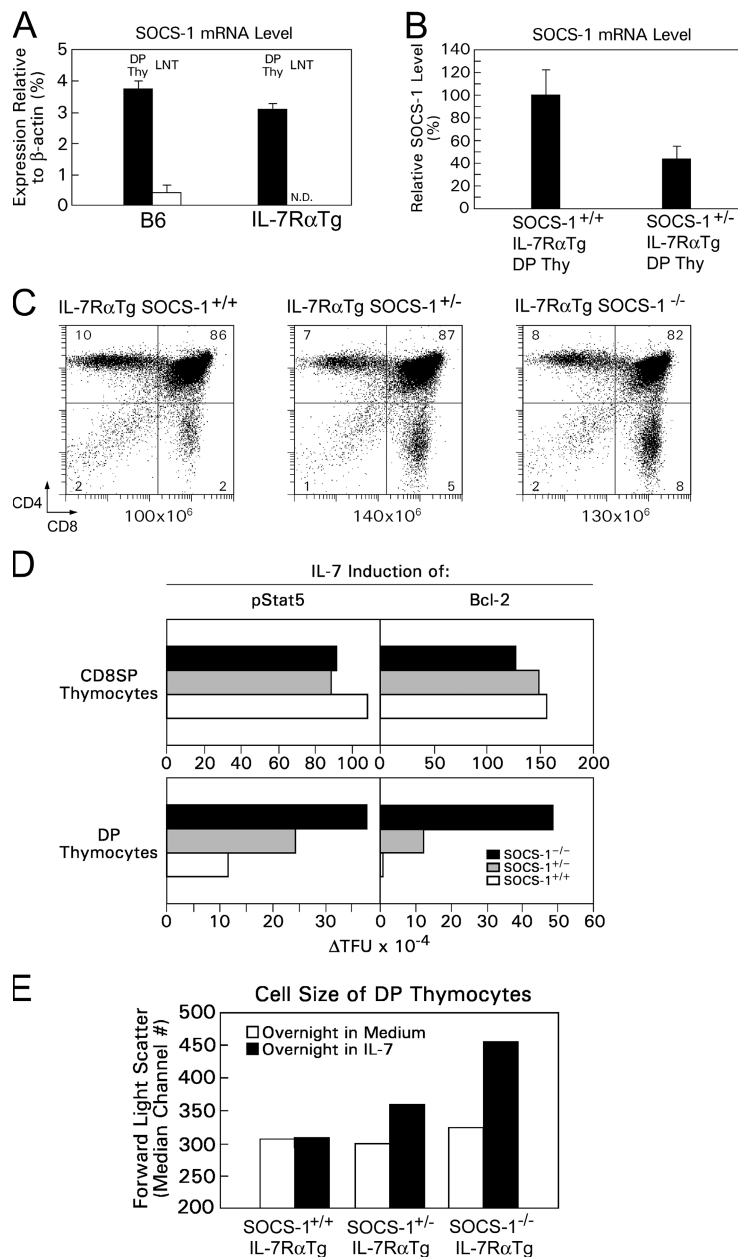 A
SOCS-1 mRNA Level
Expression Relative
to β-actin (%)
5
4
3
2
1
0
DP
Thy
LNT
DP
Thy
LNT
N.D.
B6
IL-7RαTg
B
SOCS-1 mRNA Level
Relative SOCS-1 Level
(%)
140
120
100
80
60
40
20
0
SOCS-1+/+
IL-7RαTg
DP Thy
SOCS-1+/-
IL-7RαTg
DP Thy
C
IL-7RαTg SOCS-1+/+
IL-7RαTg SOCS-1+/-
IL-7RαTg SOCS-1-/-
10 86
2 2
7 87
1 5
8 82
2 8
CD4
CD8
100x10^6
140x10^6
130x10^6
D
IL-7 Induction of:
pStat5
Bcl-2
CD8SP
Thymocytes
0 20 40 60 80 100
0 50 100 150 200
DP
Thymocytes
SOCS-1-/-
SOCS-1+/-
SOCS-1+/+
0 10 20 30
0 10 20 30 40 50 60
ΔTFU x 10^-4
E
Cell Size of DP Thymocytes
Forward Light Scatter
(Median Channel #)
500
450
400
350
300
250
200
Overnight in Medium
Overnight in IL-7
SOCS-1+/+
IL-7RαTg
SOCS-1+/-
IL-7RαTg
SOCS-1-/-
IL-7RαTg